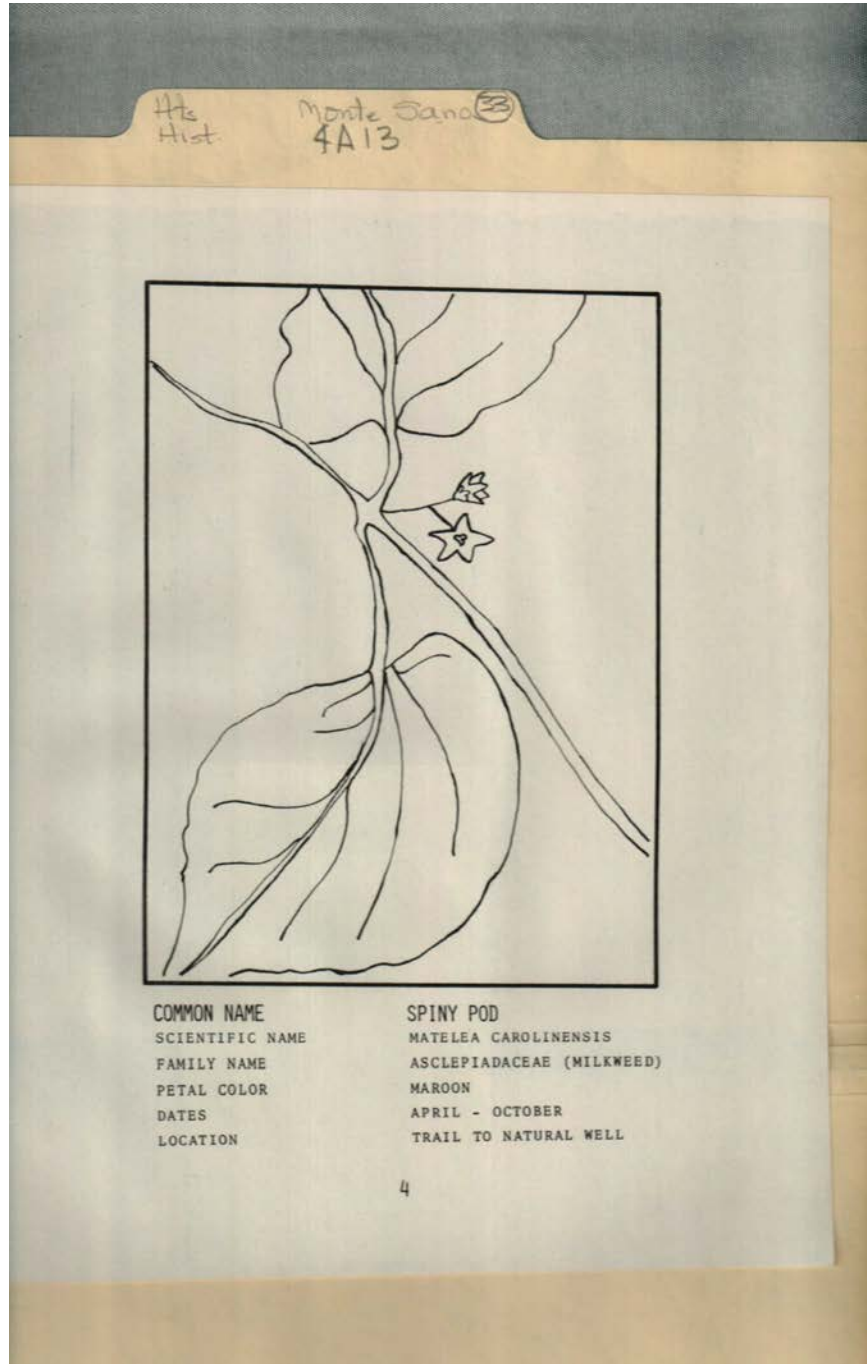 Hts Monte Sano 33
Hist. 4A13
COMMON NAME SPINY POD
SCIENTIFIC NAME MATELEA CAROLINENSIS
FAMILY NAME ASCLEPIADACEAE (MILKWEED)
PETAL COLOR MAROON
DATES APRIL - OCTOBER
LOCATION TRAIL TO NATURAL WELL
4